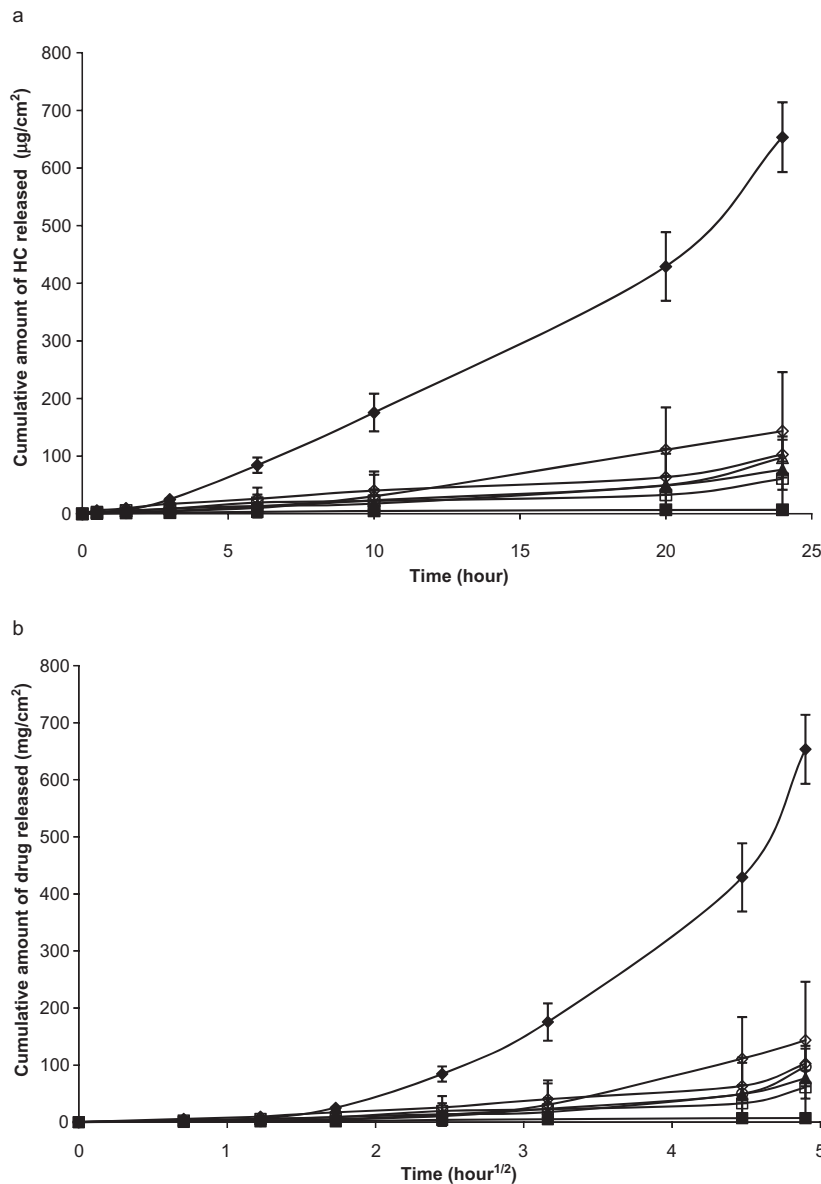 a
800
700
600
500
400
300
200
100
0
Cumulative amount of HC released (µg/cm²)
0 5 10 15 20 25
Time (hour)
b
800
700
600
500
400
300
200
100
0
Cumulative amount of drug released (mg/cm²)
0 1 2 3 4 5
Time (hour¹/²)